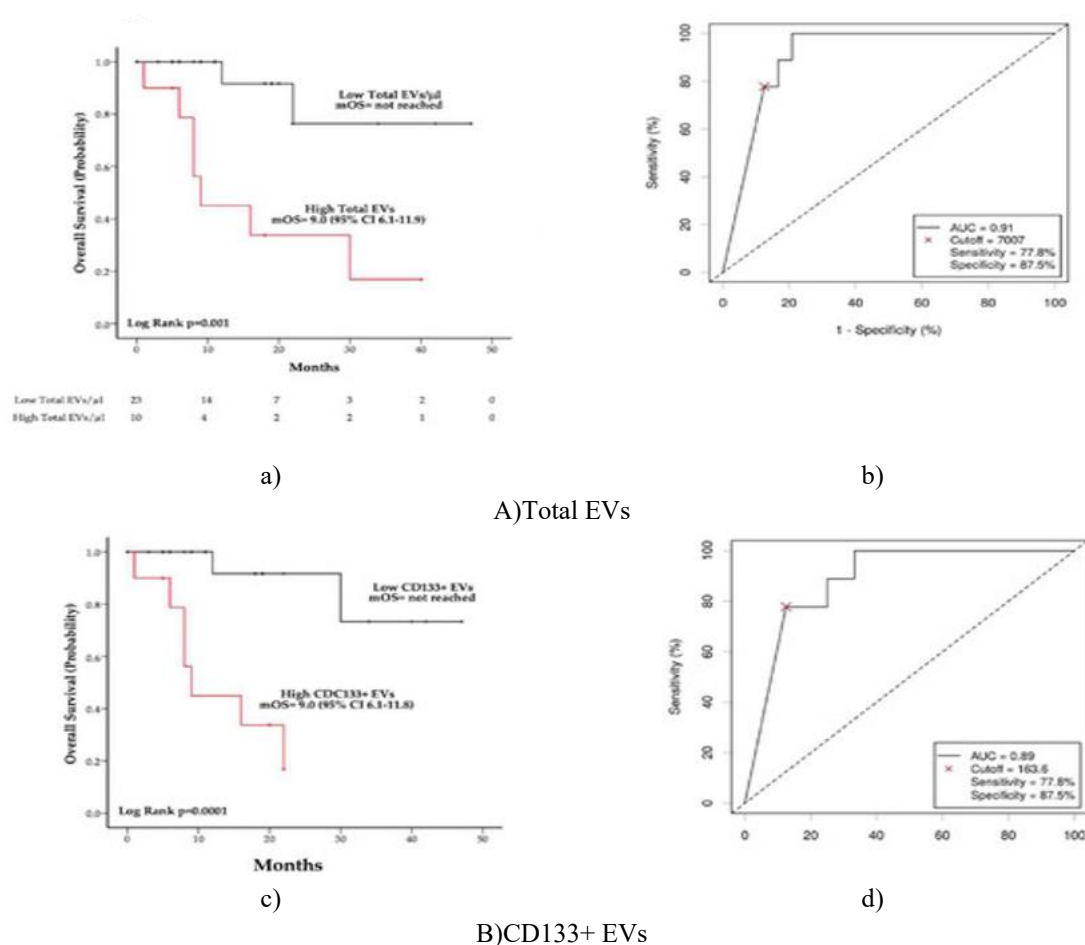 1.0
0.8
0.6
0.4
0.2
0.0
Overall Survival (Probability)
Low Total EVs/µl
mOS= not reached
High Total EVs
mOS= 9.0 (95% CI 6.1-11.9)
Log Rank p=0.001
0 10 20 30 40 50
Months
Low Total EVs/µl 23 14 7 3 2 0
High Total EVs/µl 10 4 2 2 1 0
a)
100
80
60
40
20
0
Sensitivity (%)
AUC = 0.91
Cutoff = 7007
Sensitivity = 77.8%
Specificity = 87.5%
0 20 40 60 80 100
1 - Specificity (%)
b)
A)Total EVs
1.0
0.8
0.6
0.4
0.2
0.0
Overall Survival (Probability)
Low CD133+ EVs
mOS= not reached
High CDC133+ EVs
mOS= 9.0 (95% CI 6.1-11.8)
Log Rank p=0.0001
0 10 20 30 40 50
Months
c)
100
80
60
40
20
0
Sensitivity (%)
AUC = 0.89
Cutoff = 163.6
Sensitivity = 77.8%
Specificity = 87.5%
0 20 40 60 80 100
d)
B)CD133+ EVs